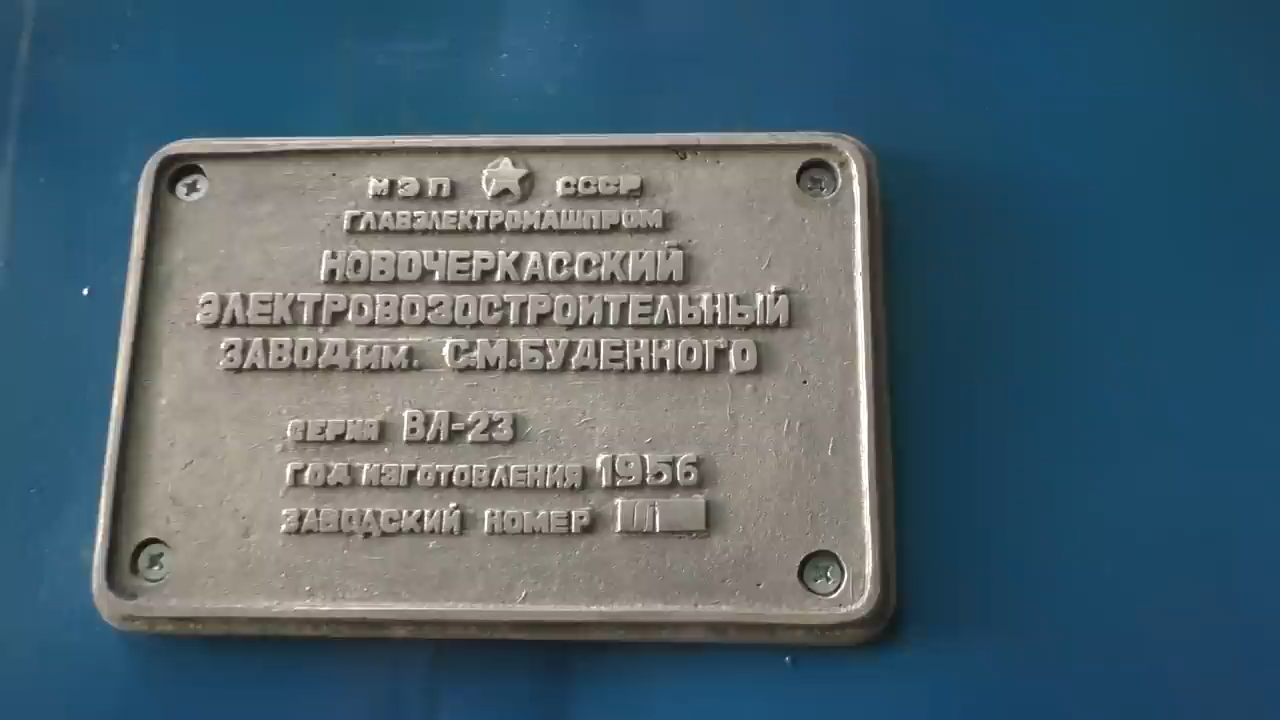 МЭП СССР
ГЛАВЭЛЕКТРОМАШПРОМ
НОВОЧЕРКАССКИЙ
ЭЛЕКТРОВОЗОСТРОИТЕЛЬНЫЙ
ЗАВОД им. С.М.БУДЕННОГО
СЕРИЯ ВЛ-23
ГОД ИЗГОТОВЛЕНИЯ 1956
ЗАВОДСКИЙ НОМЕР